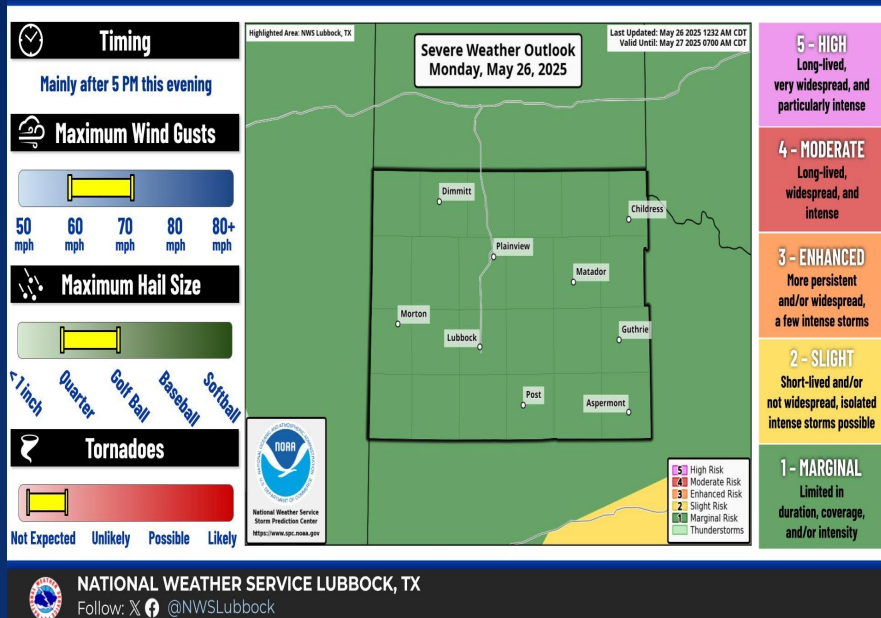 Timing
Mainly after 5 PM this evening
Maximum Wind Gusts
50 60 70 80 80+
mph mph mph mph mph
Maximum Hail Size
< 1 inch Quarter Golf Ball Baseball Softball
Tornadoes
Not Expected Unlikely Possible Likely
Highlighted Area: NWS Lubbock, TX
Severe Weather Outlook
Monday, May 26, 2025
Last Updated: May 26 2025 1232 AM CDT
Valid Until: May 27 2025 0700 AM CDT
Dimmitt
Childress
Plainview
Matador
Morton
Lubbock
Guthrie
Post
Aspermont
NOAA
National Weather Service
Storm Prediction Center
https://www.spc.noaa.gov
5 High Risk
4 Moderate Risk
3 Enhanced Risk
2 Slight Risk
1 Marginal Risk
Thunderstorms
5 - HIGH
Long-lived,
very widespread, and
particularly intense
4 - MODERATE
Long-lived,
widespread, and
intense
3 - ENHANCED
More persistent
and/or widespread,
a few intense storms
2 - SLIGHT
Short-lived and/or
not widespread, isolated
intense storms possible
1 - MARGINAL
Limited in
duration, coverage,
and/or intensity
NATIONAL WEATHER SERVICE LUBBOCK, TX
Follow: X @NWSLubbock